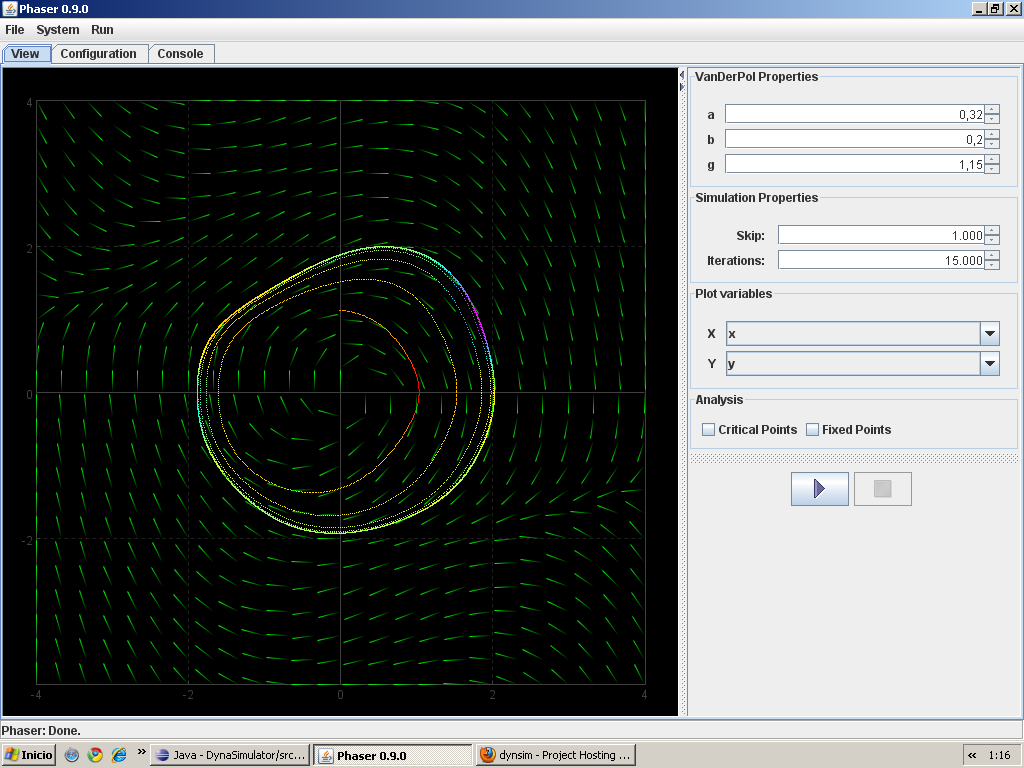 Phaser 0.9.0
File System Run
View Configuration Console
VanDerPol Properties
a 0,32
b 0,2
g 1,15
Simulation Properties
Skip: 1.000
Iterations: 15.000
Plot variables
X x
Y y
Analysis
Critical Points Fixed Points
4
2
0
-2
-4 -2 0 2 4
Phaser: Done.
Inicio » Java - DynaSimulator/src... Phaser 0.9.0 dynsim - Project Hosting ... « 1:16